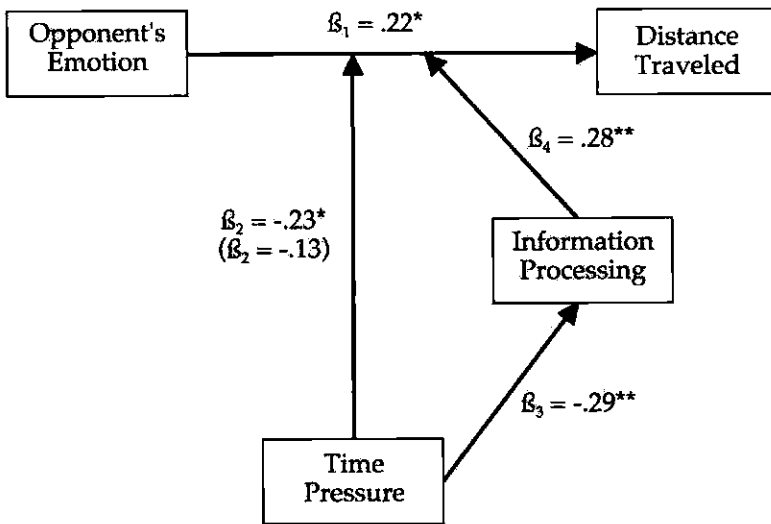 Opponent's
Emotion
ß₁ = .22*
Distance
Traveled
ß₄ = .28**
ß₂ = -.23*
(ß₂ = -.13)
Information
Processing
ß₃ = -.29**
Time
Pressure